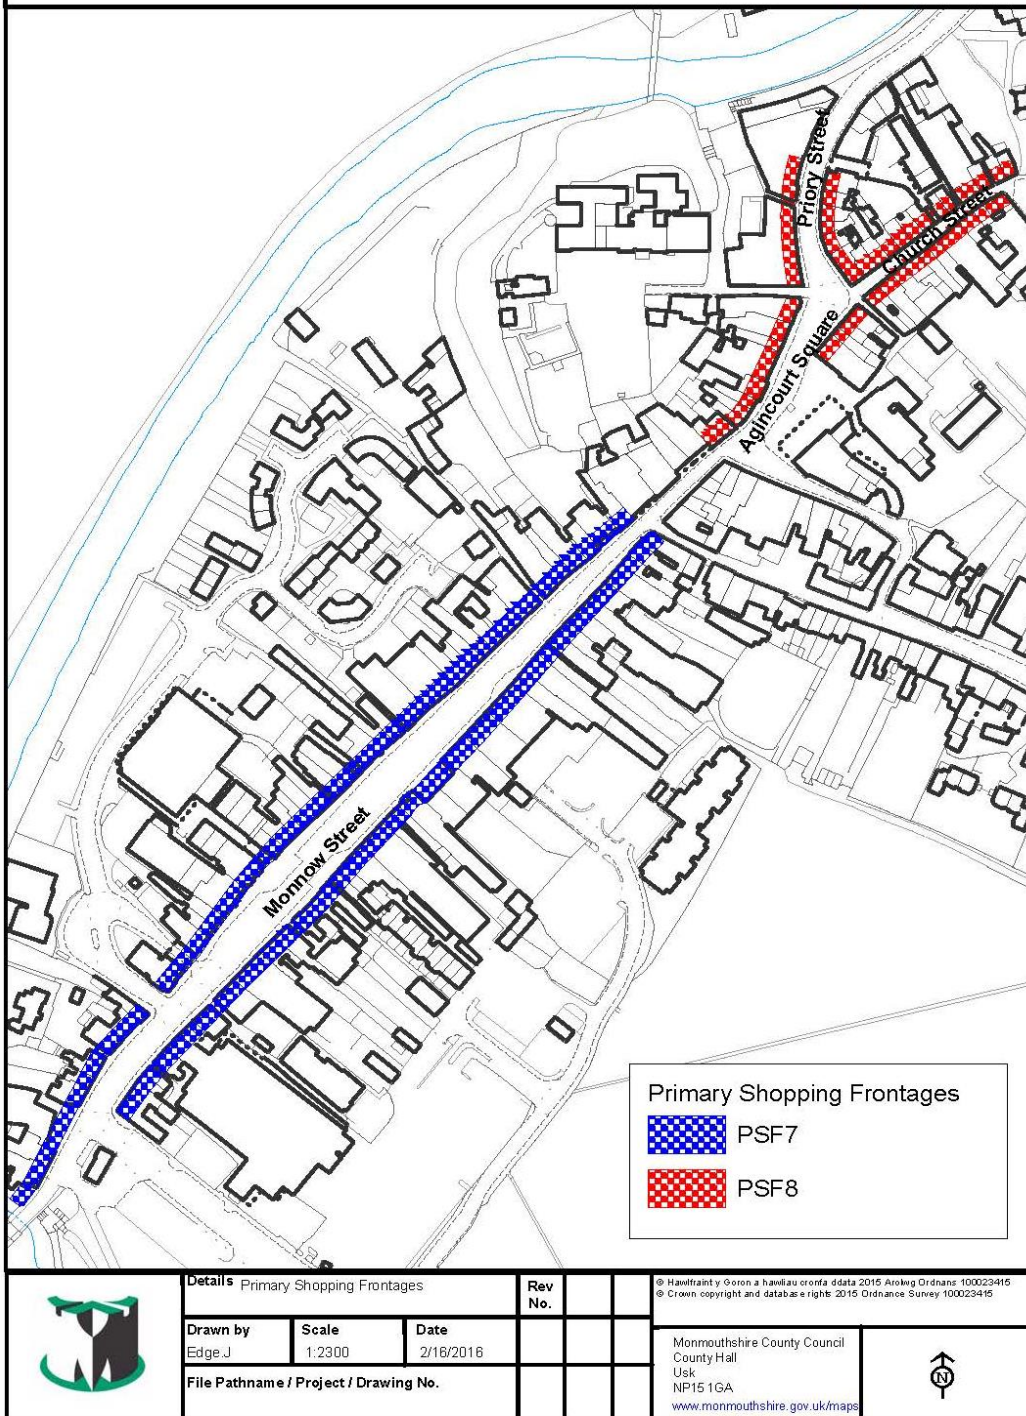 Priory Street
Church Street
Agincourt Square
Monnow Street
Primary Shopping Frontages
PSF7
PSF8
Details Primary Shopping Frontages
Rev
No.
Drawn by
Edge.J
Scale
1:2300
Date
2/16/2016
File Pathname / Project / Drawing No.
© Hawlfraint y Goron a hawliau cronfa ddata 2015 Arolwg Ordnans 100023415
© Crown copyright and database rights 2015 Ordnance Survey 100023415
Monmouthshire County Council
County Hall
Usk
NP15 1GA
www.monmouthshire.gov.uk/maps
N